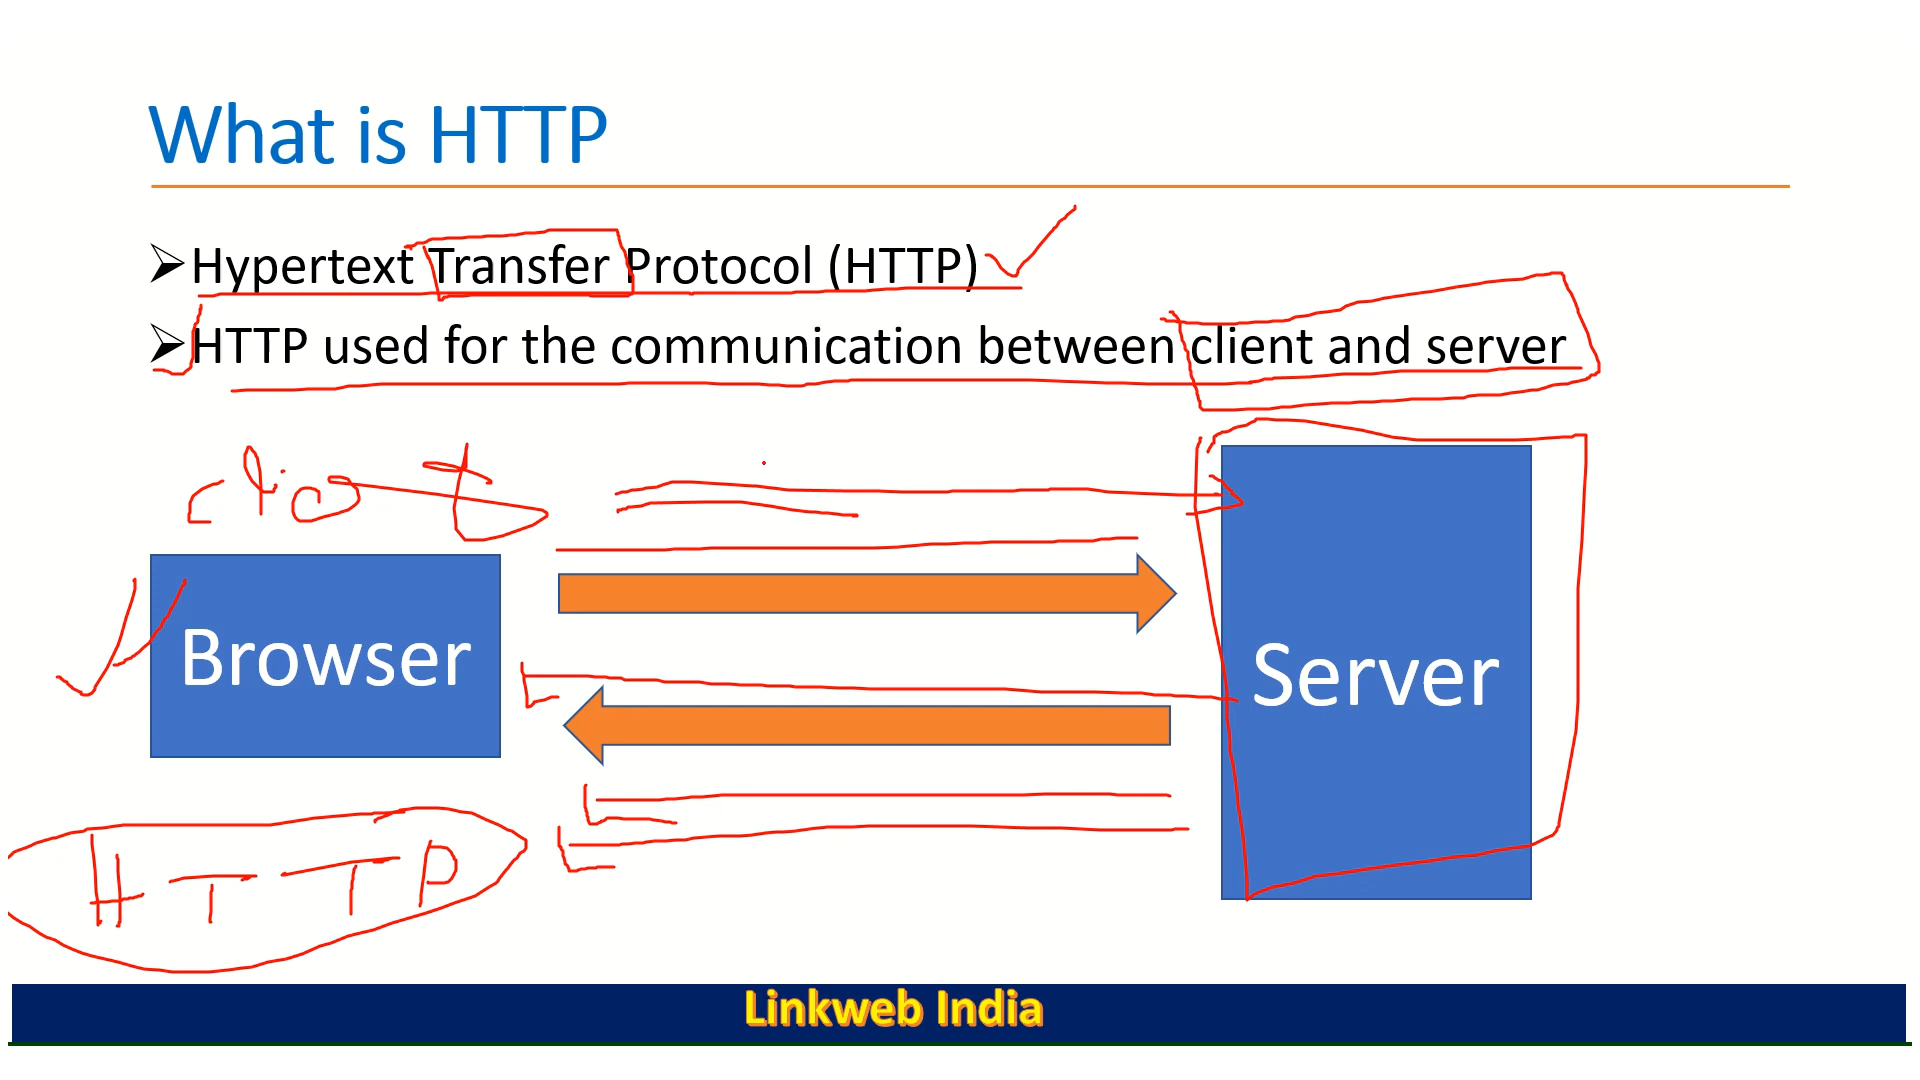 What is HTTP
➢Hypertext Transfer Protocol (HTTP)
➢HTTP used for the communication between client and server
client
Browser
Server
HTTP
Linkweb India